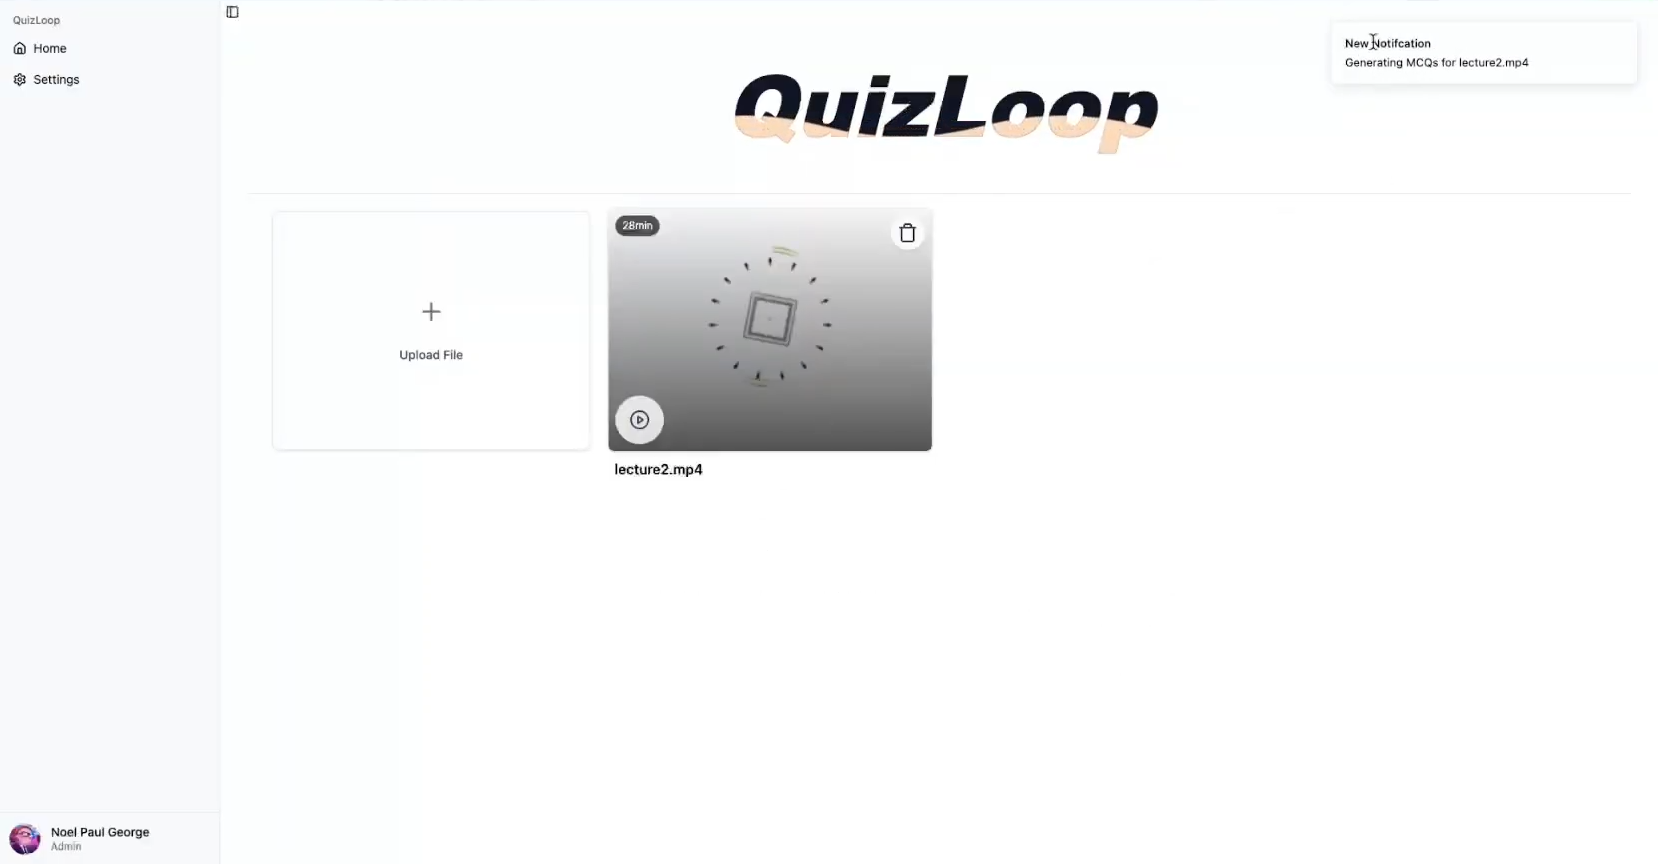 QuizLoop
Home
Settings
New Notifcation
Generating MCQs for lecture2.mp4
QuizLoop
Upload File
28min
lecture2.mp4
Noel Paul George
Admin